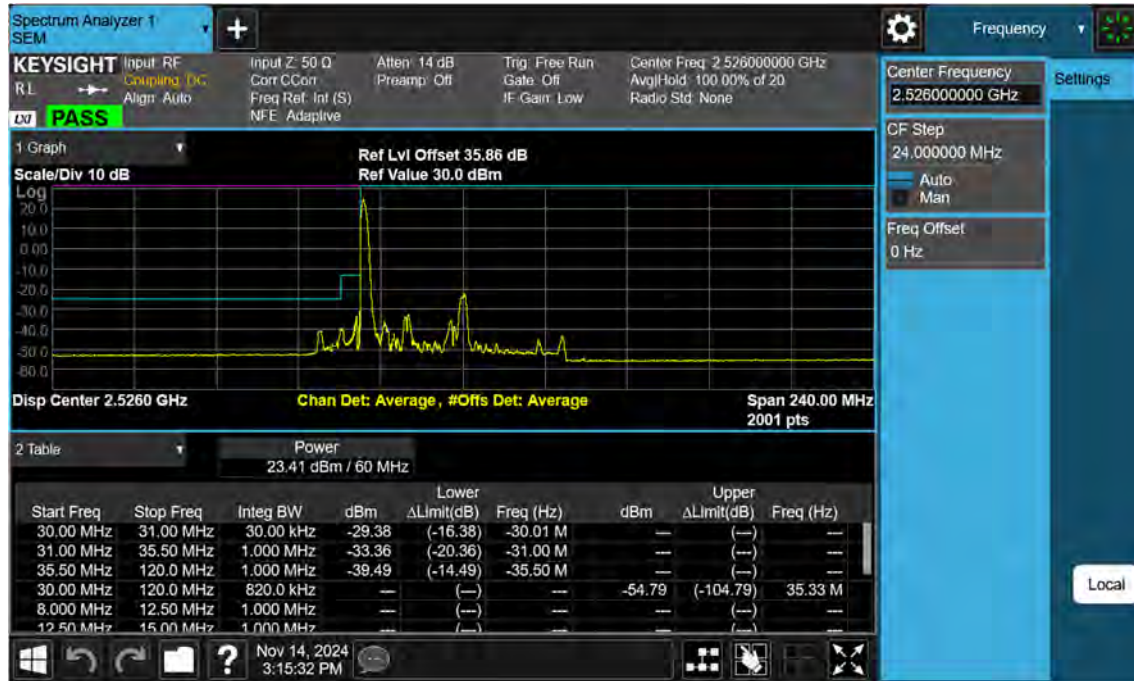 Spectrum Analyzer 1
SEM
+
Frequency
KEYSIGHT
RL
LXI
PASS
Input: RF
Coupling: DC
Align: Auto
Input Z: 50 Ω
Corr CCorr
Freq Ref: Int (S)
NFE: Adaptive
Atten: 14 dB
Preamp: Off
Trig: Free Run
Gate: Off
IF Gain: Low
Center Freq: 2.526000000 GHz
Avg|Hold: 100.00% of 20
Radio Std: None
Center Frequency
2.526000000 GHz
Settings
CF Step
24.000000 MHz
Auto
Man
Freq Offset
0 Hz
1 Graph
Scale/Div 10 dB
Ref Lvl Offset 35.86 dB
Ref Value 30.0 dBm
Log
20.0
10.0
0.00
-10.0
-20.0
-30.0
-40.0
-50.0
-60.0
Disp Center 2.5260 GHz
Chan Det: Average, #Offs Det: Average
Span 240.00 MHz
2001 pts
2 Table
Power
23.41 dBm / 60 MHz
Lower Upper
Start Freq Stop Freq Integ BW dBm ΔLimit(dB) Freq (Hz) dBm ΔLimit(dB) Freq (Hz)
30.00 MHz 31.00 MHz 30.00 kHz -29.38 (-16.38) -30.01 M --- (---) ---
31.00 MHz 35.50 MHz 1.000 MHz -33.36 (-20.36) -31.00 M --- (---) ---
35.50 MHz 120.0 MHz 1.000 MHz -39.49 (-14.49) -35.50 M --- (---) ---
30.00 MHz 120.0 MHz 820.0 kHz --- (---) --- -54.79 (-104.79) 35.33 M
8.000 MHz 12.50 MHz 1.000 MHz --- (---) --- --- (---) ---
12.50 MHz 15.00 MHz 1.000 MHz --- (---) --- --- (---) ---
Local
?
Nov 14, 2024
3:15:32 PM